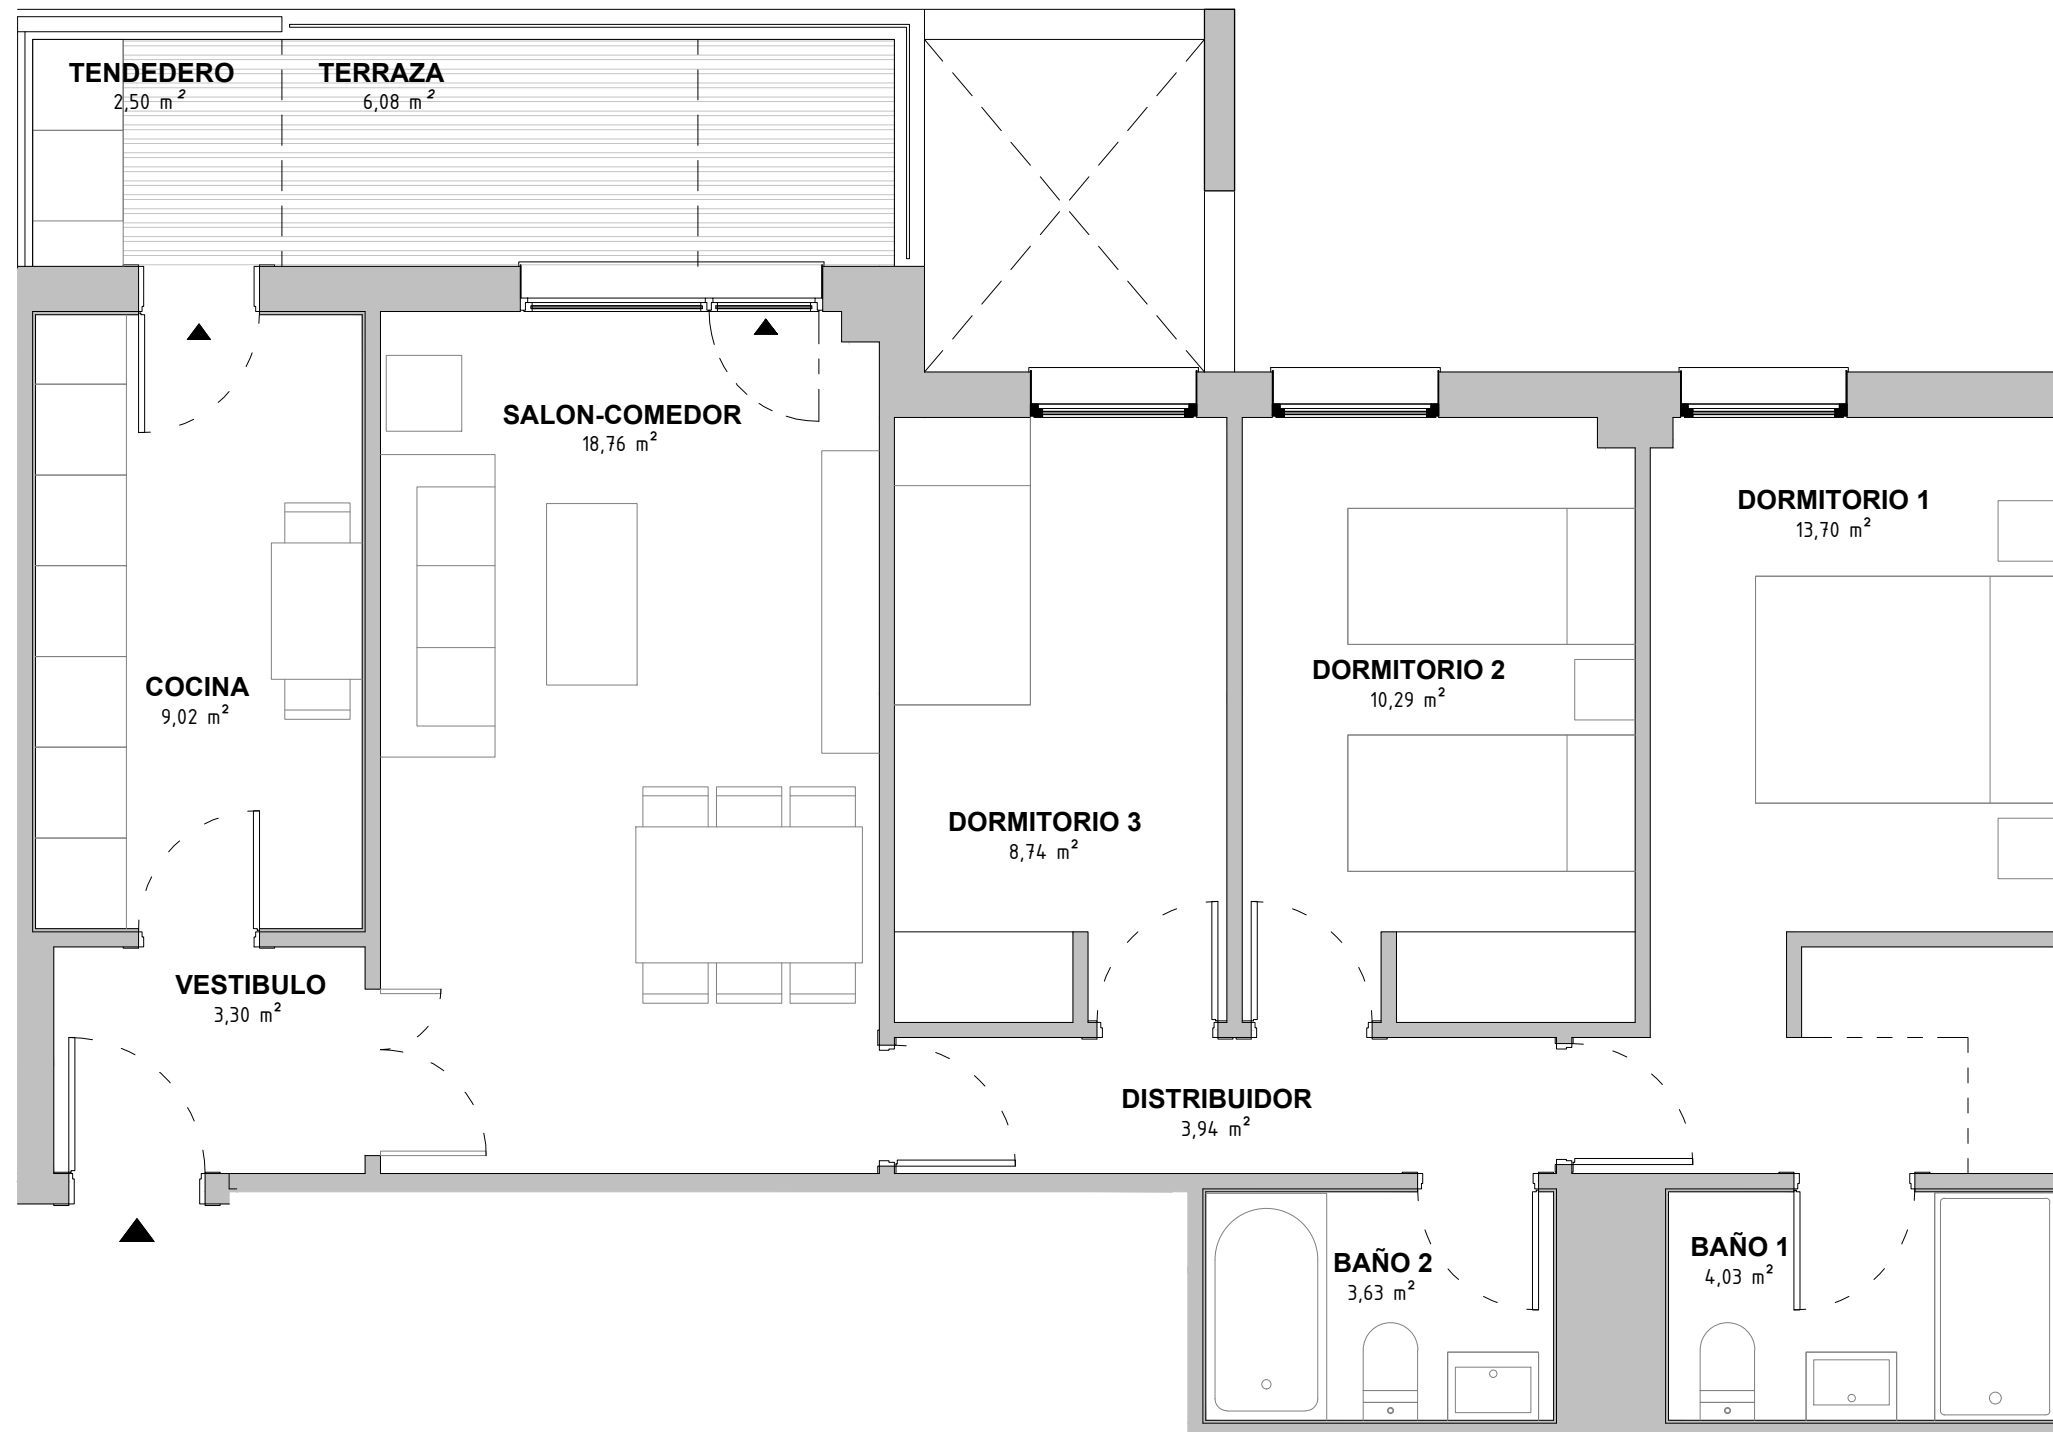 TENDEDERO
2,50 m²
TERRAZA
6,08 m²
SALON-COMEDOR
18,76 m²
DORMITORIO 1
13,70 m²
DORMITORIO 2
10,29 m²
COCINA
9,02 m²
DORMITORIO 3
8,74 m²
VESTIBULO
3,30 m²
DISTRIBUIDOR
3,94 m²
BAÑO 2
3,63 m²
BAÑO 1
4,03 m²